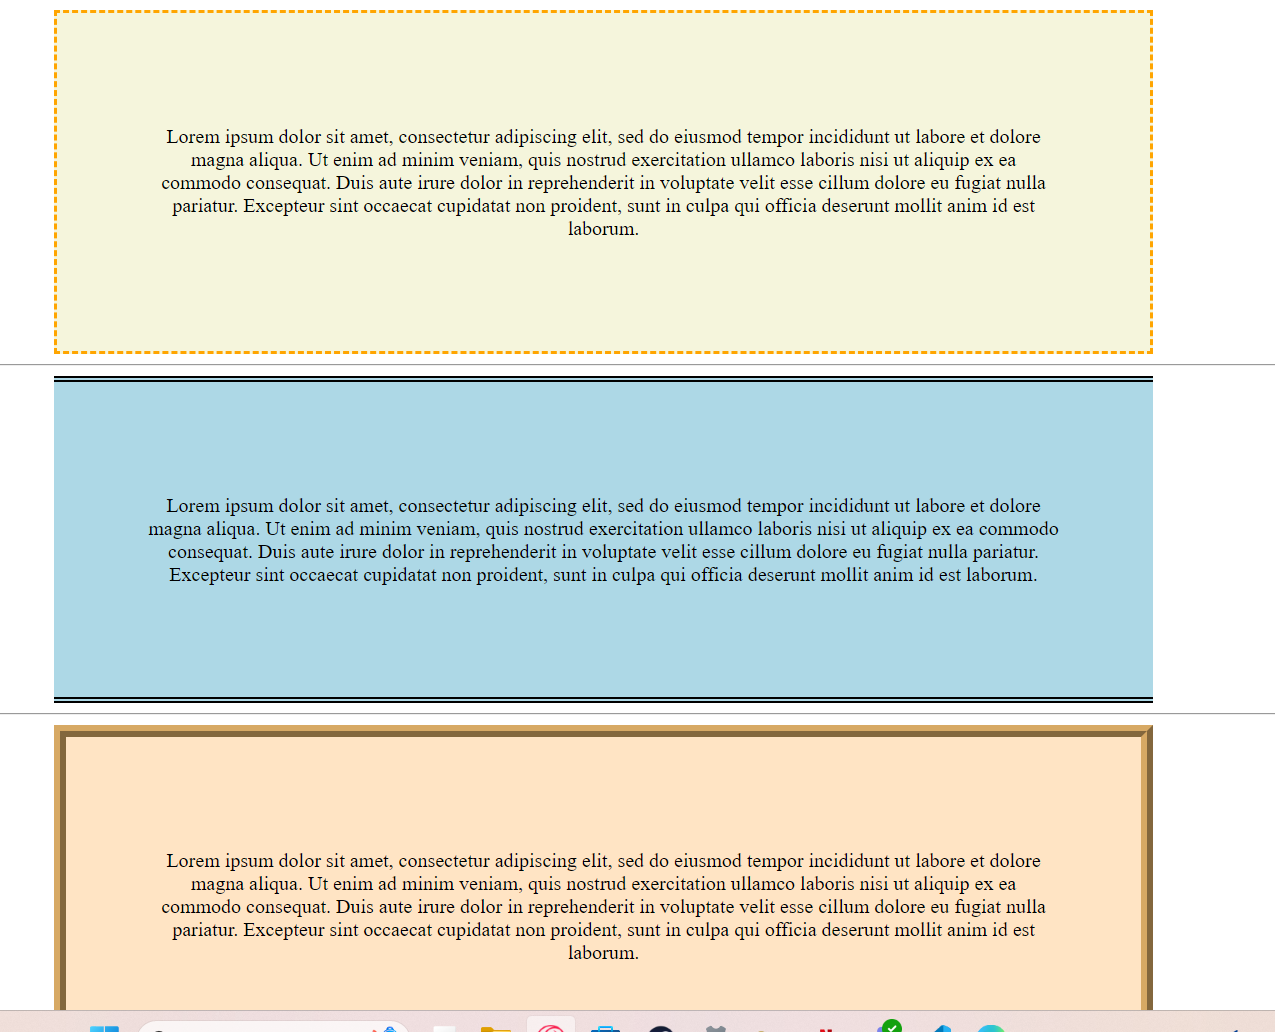 Lorem ipsum dolor sit amet, consectetur adipiscing elit, sed do eiusmod tempor incididunt ut labore et dolore
magna aliqua. Ut enim ad minim veniam, quis nostrud exercitation ullamco laboris nisi ut aliquip ex ea
commodo consequat. Duis aute irure dolor in reprehenderit in voluptate velit esse cillum dolore eu fugiat nulla
pariatur. Excepteur sint occaecat cupidatat non proident, sunt in culpa qui officia deserunt mollit anim id est
laborum.
Lorem ipsum dolor sit amet, consectetur adipiscing elit, sed do eiusmod tempor incididunt ut labore et dolore
magna aliqua. Ut enim ad minim veniam, quis nostrud exercitation ullamco laboris nisi ut aliquip ex ea commodo
consequat. Duis aute irure dolor in reprehenderit in voluptate velit esse cillum dolore eu fugiat nulla pariatur.
Excepteur sint occaecat cupidatat non proident, sunt in culpa qui officia deserunt mollit anim id est laborum.
Lorem ipsum dolor sit amet, consectetur adipiscing elit, sed do eiusmod tempor incididunt ut labore et dolore
magna aliqua. Ut enim ad minim veniam, quis nostrud exercitation ullamco laboris nisi ut aliquip ex ea
commodo consequat. Duis aute irure dolor in reprehenderit in voluptate velit esse cillum dolore eu fugiat nulla
pariatur. Excepteur sint occaecat cupidatat non proident, sunt in culpa qui officia deserunt mollit anim id est
laborum.